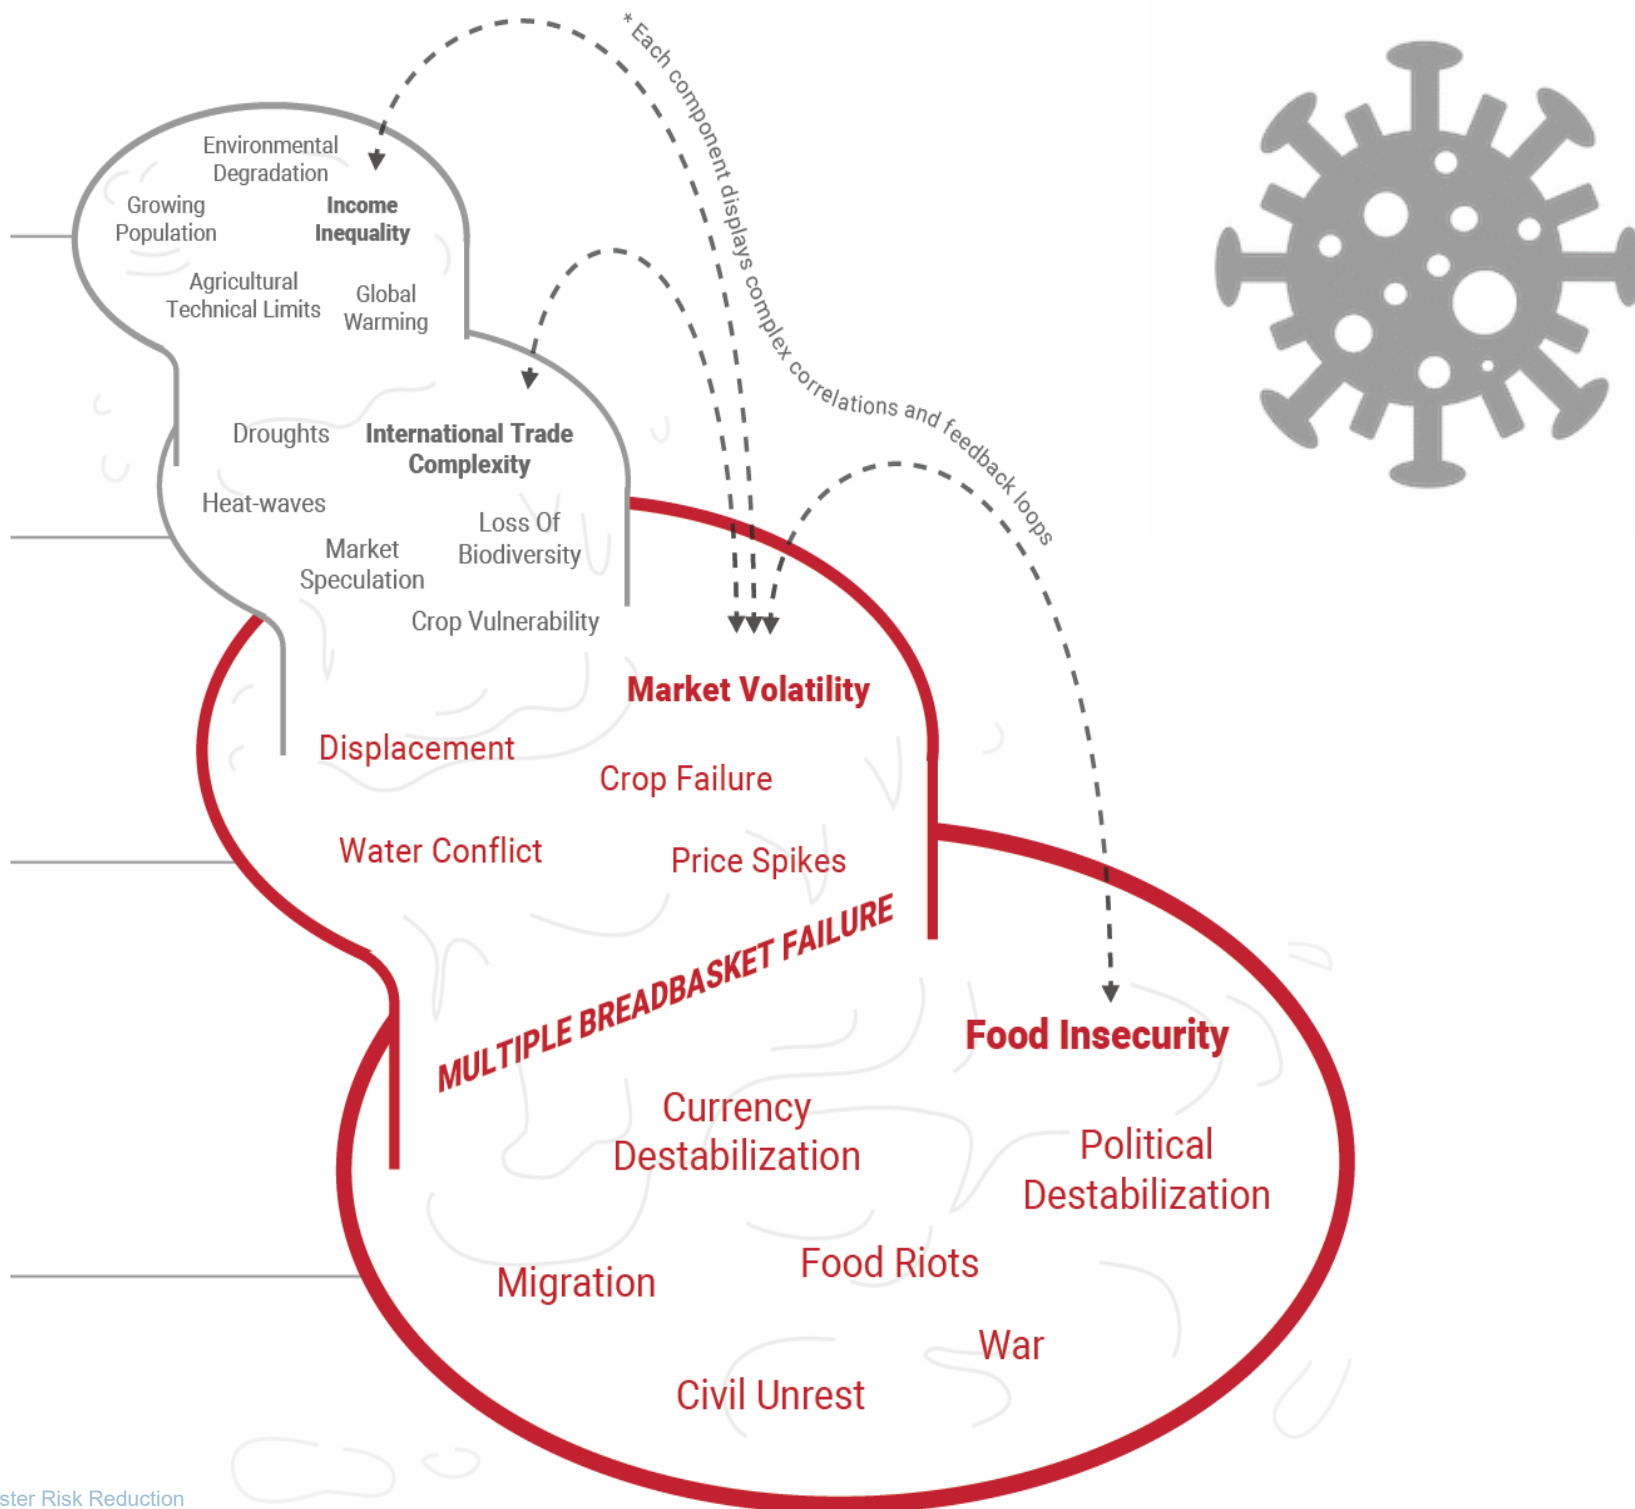 * Each component displays complex correlations and feedback loops
Environmental
Degradation
Growing
Population
Income
Inequality
Agricultural
Technical Limits
Global
Warming
Droughts
International Trade
Complexity
Heat-waves
Loss Of
Biodiversity
Market
Speculation
Crop Vulnerability
Market Volatility
Displacement
Crop Failure
Water Conflict
Price Spikes
MULTIPLE BREADBASKET FAILURE
Food Insecurity
Currency
Destabilization
Political
Destabilization
Food Riots
Migration
War
Civil Unrest
ster Risk Reduction